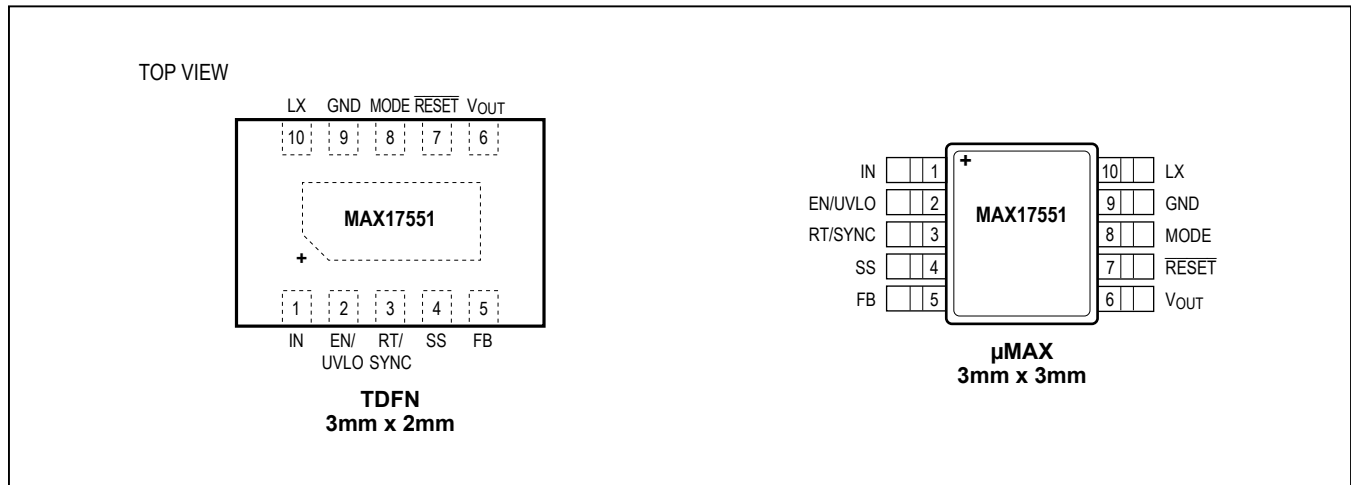 TOP VIEW
LX GND MODE RESET VOUT
10 9 8 7 6
MAX17551
+
1 2 3 4 5
IN EN/ RT/ SS FB
UVLO SYNC
TDFN
3mm x 2mm
IN 1 + 10 LX
EN/UVLO 2 MAX17551 9 GND
RT/SYNC 3 8 MODE
SS 4 7 RESET
FB 5 6 VOUT
µMAX
3mm x 3mm